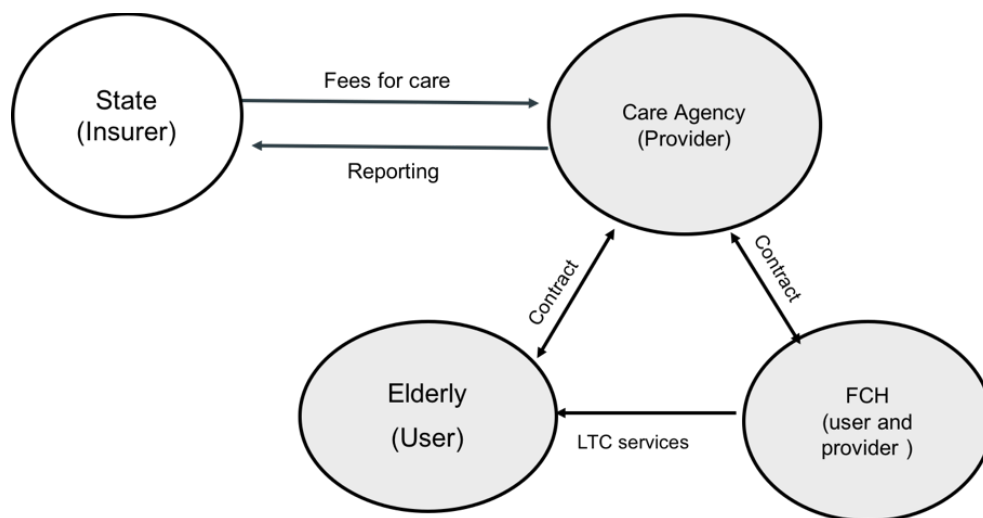 State
(Insurer)
Fees for care
Reporting
Care Agency
(Provider)
Contract
Contract
Elderly
(User)
LTC services
FCH
(user and
provider )